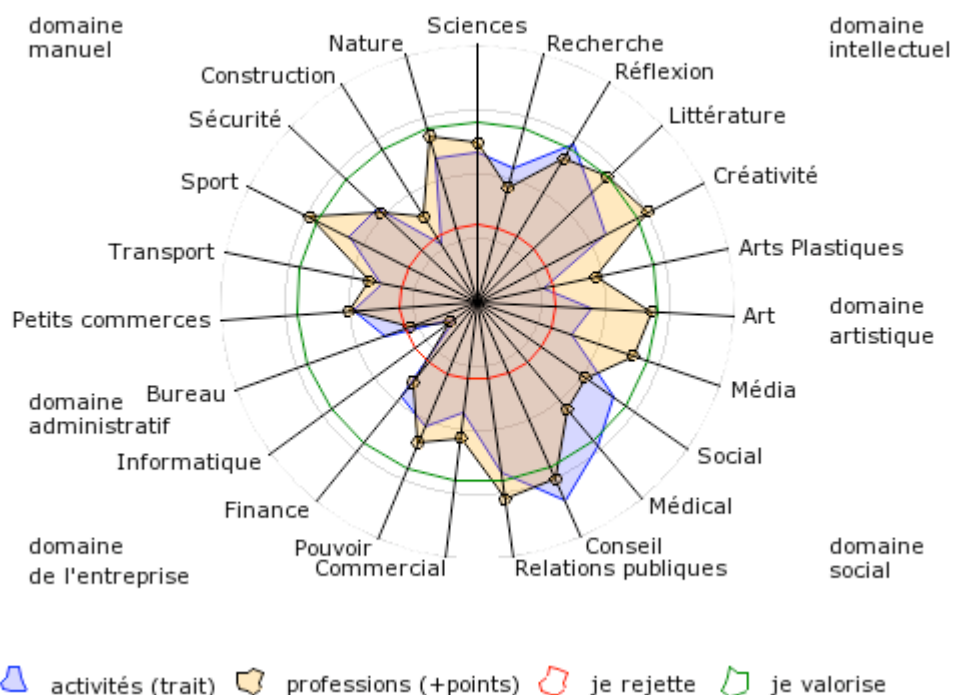 domaine
manuel
domaine
intellectuel
Sciences
Nature
Recherche
Construction
Réflexion
Sécurité
Littérature
Sport
Créativité
Transport
Arts Plastiques
Petits commerces
Art
domaine
artistique
Bureau
Média
domaine
administratif
Informatique
Social
Finance
Médical
Pouvoir
Conseil
Commercial
Relations publiques
domaine
de l'entreprise
domaine
social
activités (trait)
professions (+points)
je rejette
je valorise